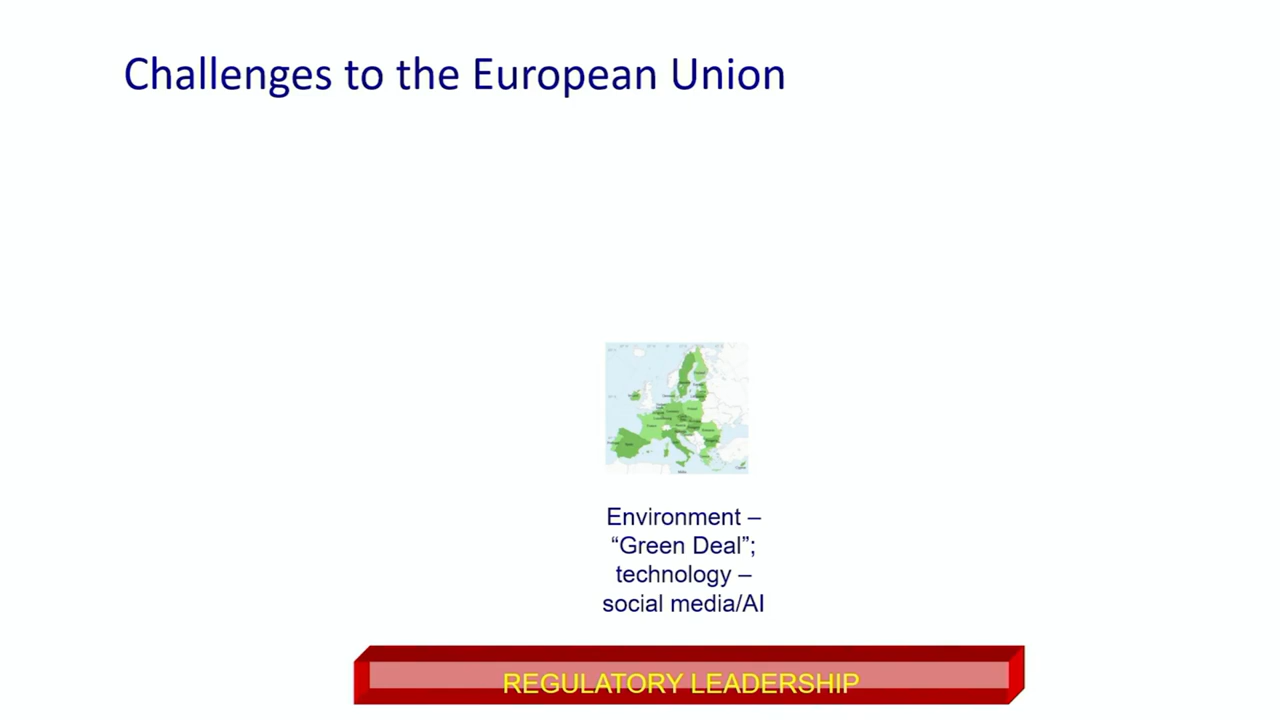 Challenges to the European Union
Environment –
“Green Deal”;
technology –
social media/AI
REGULATORY LEADERSHIP